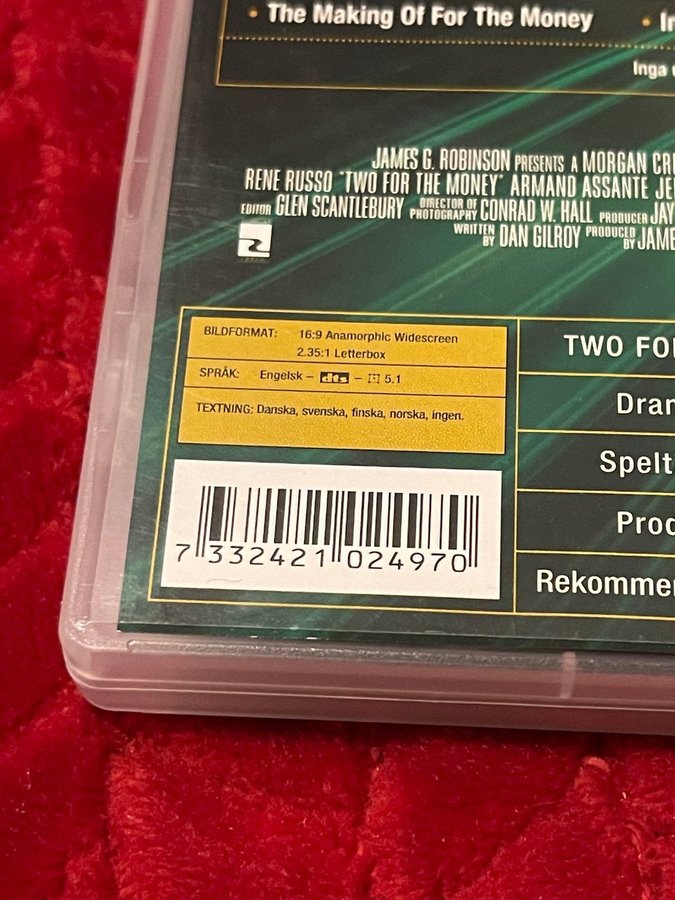 • The Making Of For The Money •
Inga
JAMES G. ROBINSON PRESENTS A MORGAN
RENE RUSSO "TWO FOR THE MONEY" ARMAND ASSANTE
EDITOR GLEN SCANTLEBURY DIRECTOR OF PHOTOGRAPHY CONRAD W. HALL PRODUCER JAY
WRITTEN BY DAN GILROY PRODUCED BY
BILDFORMAT: 16:9 Anamorphic Widescreen
2.35:1 Letterbox
SPRÅK: Engelsk – dts – 5.1
TEXTNING: Danska, svenska, finska, norska, ingen.
7 332421 024970
TWO
Rekommen